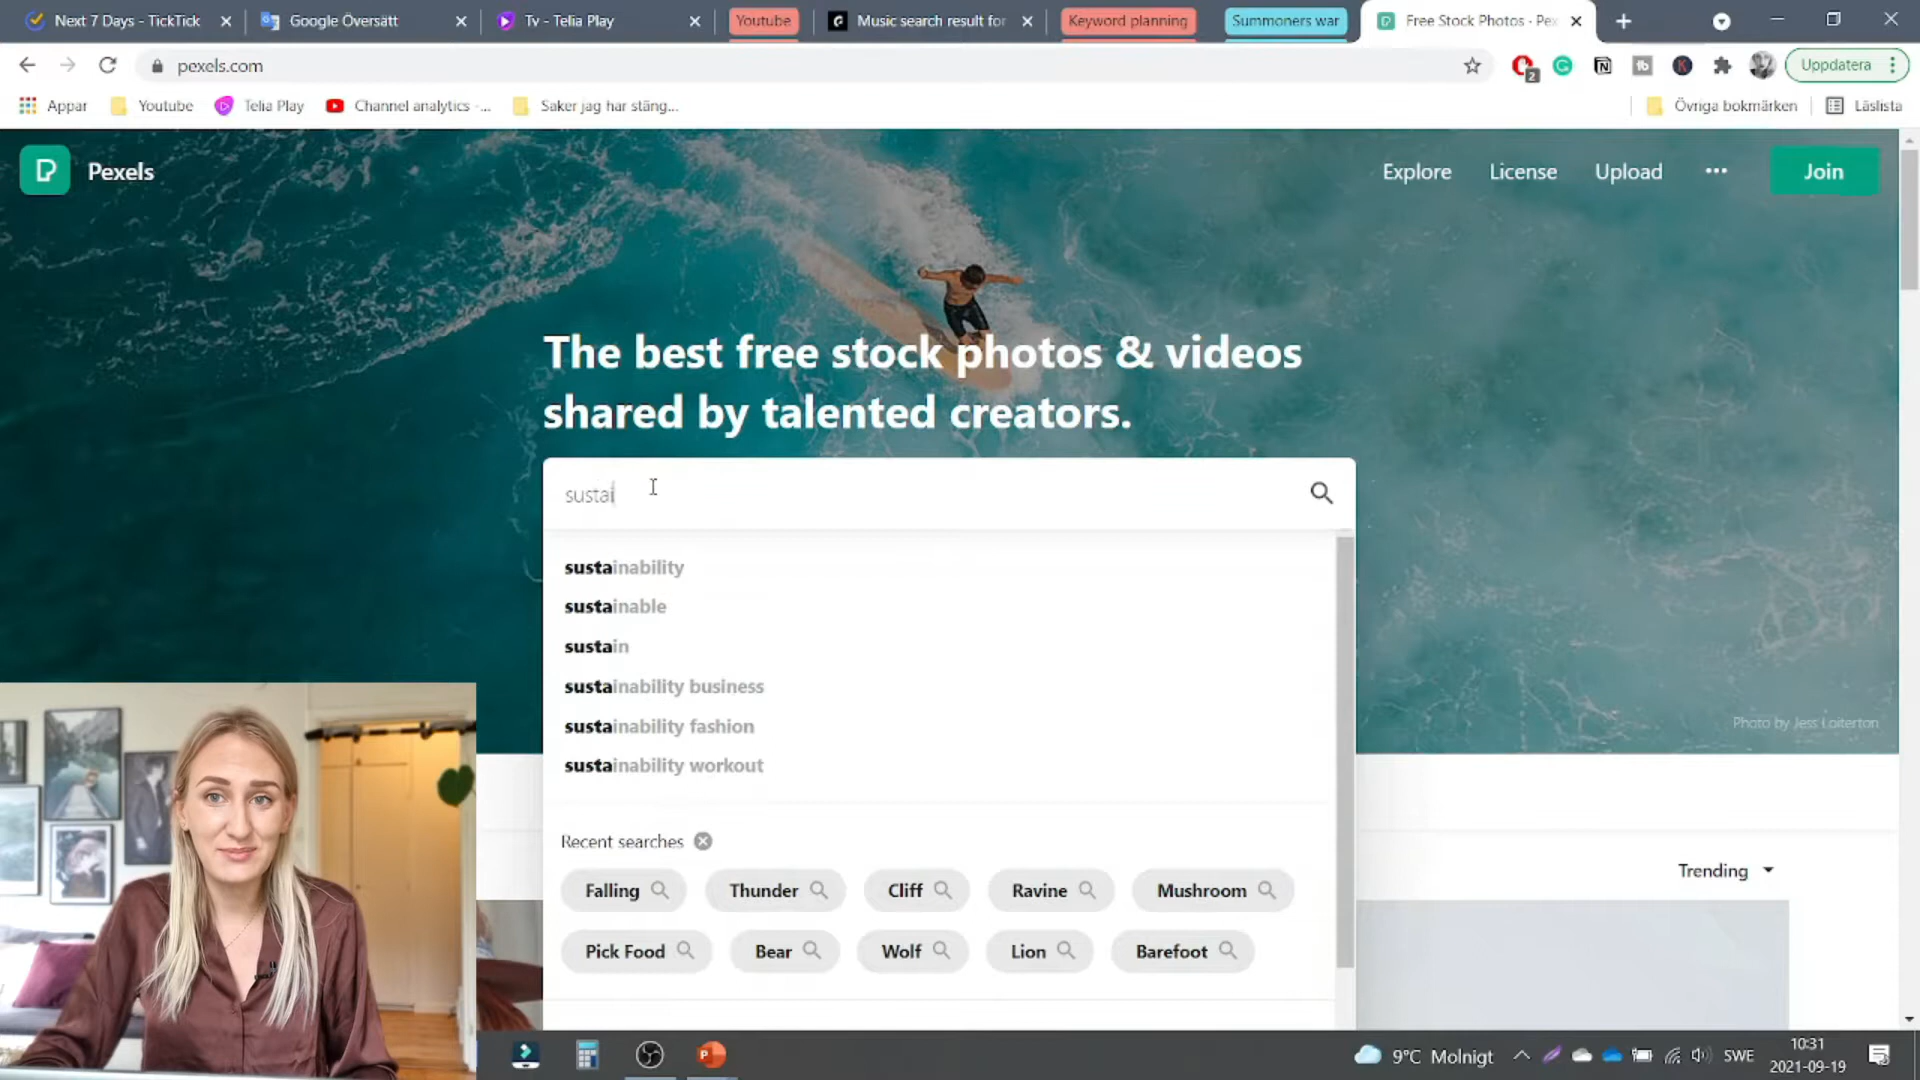 Next 7 Days - TickTick
Google Översätt
Tv - Telia Play
Youtube
Music search result for
Keyword planning
Summoners war
Free Stock Photos · Pex
pexels.com
2
Uppdatera
Appar
Youtube
Telia Play
Channel analytics -...
Saker jag har stäng...
Övriga bokmärken
Läslista
Pexels
Explore
License
Upload
Join
The best free stock photos & videos
shared by talented creators.
sustai
sustainability
sustainable
sustain
sustainability business
sustainability fashion
sustainability workout
Photo by Jess Loiterton
Recent searches
Trending
Falling
Thunder
Cliff
Ravine
Mushroom
Pick Food
Bear
Wolf
Lion
Barefoot
9°C Molnigt
SWE
10:31
2021-09-19